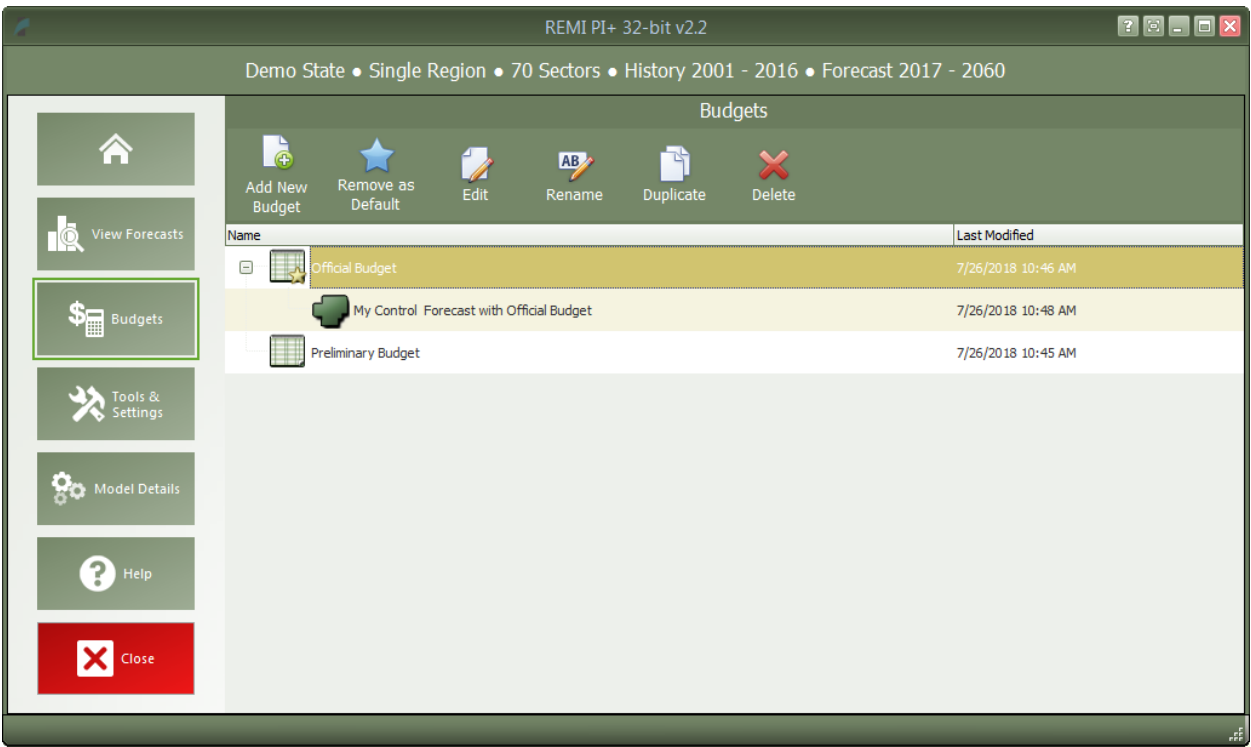 REMI PI+ 32-bit v2.2
Demo State ● Single Region ● 70 Sectors ● History 2001 - 2016 ● Forecast 2017 - 2060
Budgets
Add New
Budget
Remove as
Default
Edit
AB
Rename
Duplicate
Delete
View Forecasts
Budgets
Tools &
Settings
Model Details
Help
Close
Name Last Modified
Official Budget 7/26/2018 10:46 AM
My Control Forecast with Official Budget 7/26/2018 10:48 AM
Preliminary Budget 7/26/2018 10:45 AM